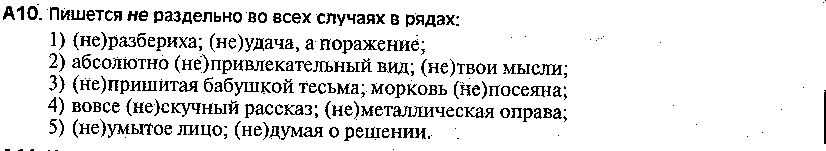 А10. Пишется не раздельно во всех случаях в рядах:
1) (не)разбериха; (не)удача, а поражение;
2) абсолютно (не)привлекательный вид; (не)твои мысли;
3) (не)пришитая бабушкой тесьма; морковь (не)посеяна;
4) вовсе (не)скучный рассказ; (не)металлическая оправа;
5) (не)умытое лицо; (не)думая о решении.